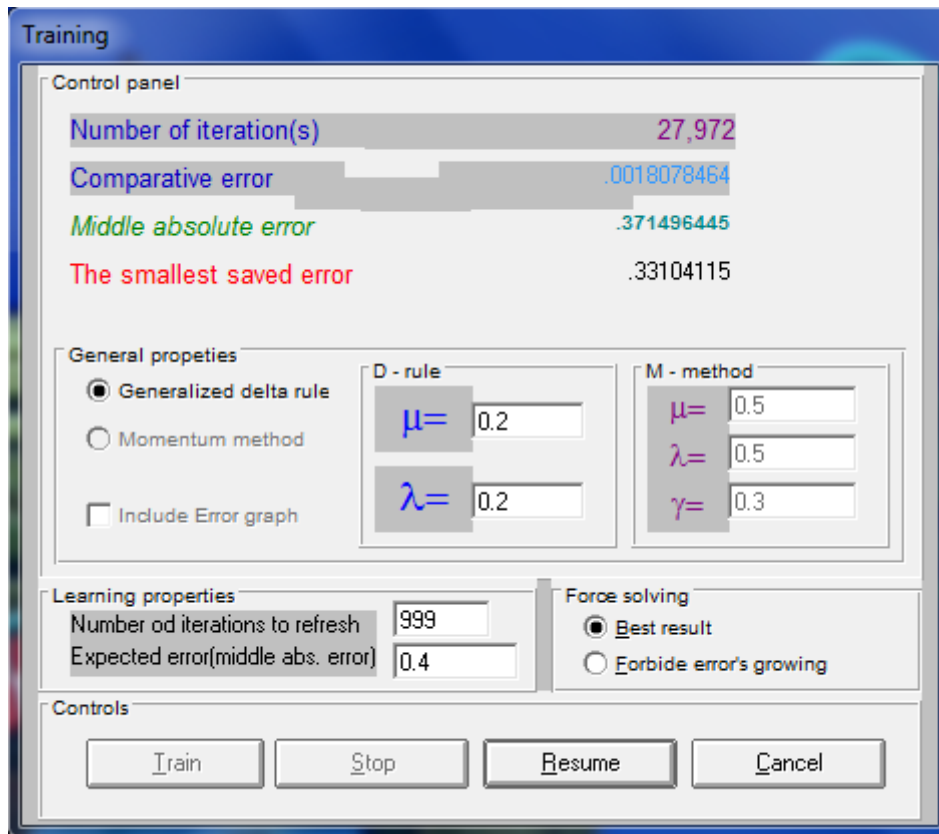 Training
Control panel
Number of iteration(s) 27,972
Comparative error .0018078464
Middle absolute error .371496445
The smallest saved error .33104115
General propeties
Generalized delta rule
Momentum method
Include Error graph
D - rule
μ= 0.2
λ= 0.2
M - method
μ= 0.5
λ= 0.5
γ= 0.3
Learning properties
Number od iterations to refresh 999
Expected error(middle abs. error) 0.4
Force solving
Best result
Forbide error's growing
Controls
Train Stop Resume Cancel